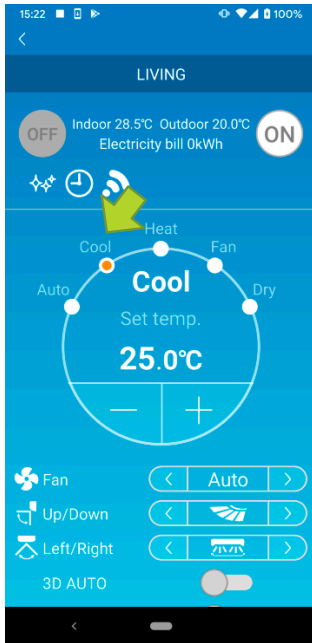 15:22 100%
LIVING
OFF
Indoor 28.5℃ Outdoor 20.0℃
Electricity bill 0kWh
ON
Heat
Cool Fan
Auto Cool Dry
Set temp.
25.0℃
Fan Auto
Up/Down
Left/Right
3D AUTO